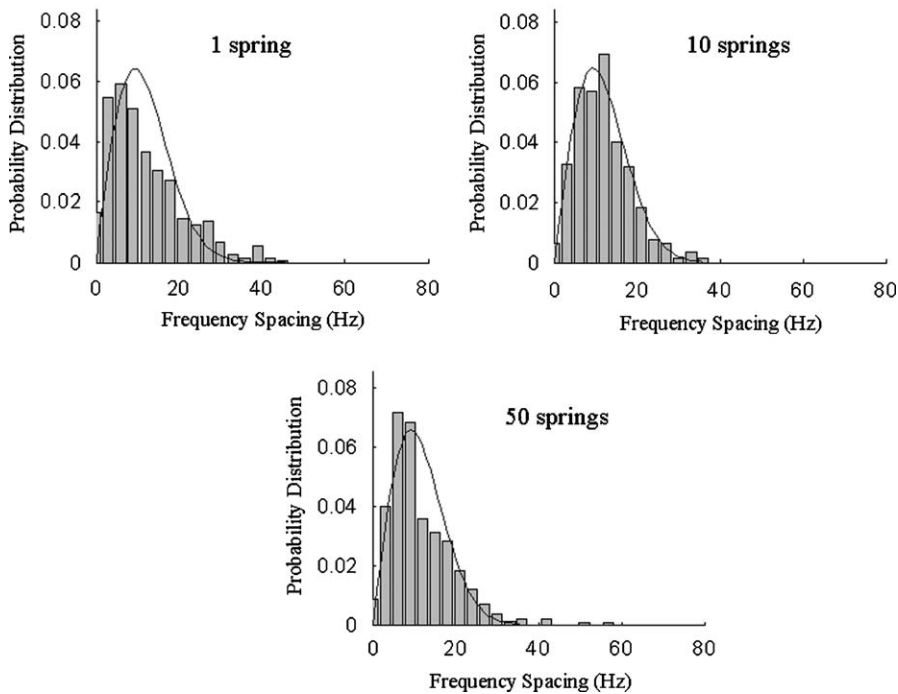 1 spring
Probability Distribution
0.08
0.06
0.04
0.02
0
0 20 40 60 80
Frequency Spacing (Hz)
10 springs
Probability Distribution
0.08
0.06
0.04
0.02
0
0 20 40 60 80
Frequency Spacing (Hz)
50 springs
Probability Distribution
0.08
0.06
0.04
0.02
0
0 20 40 60 80
Frequency Spacing (Hz)